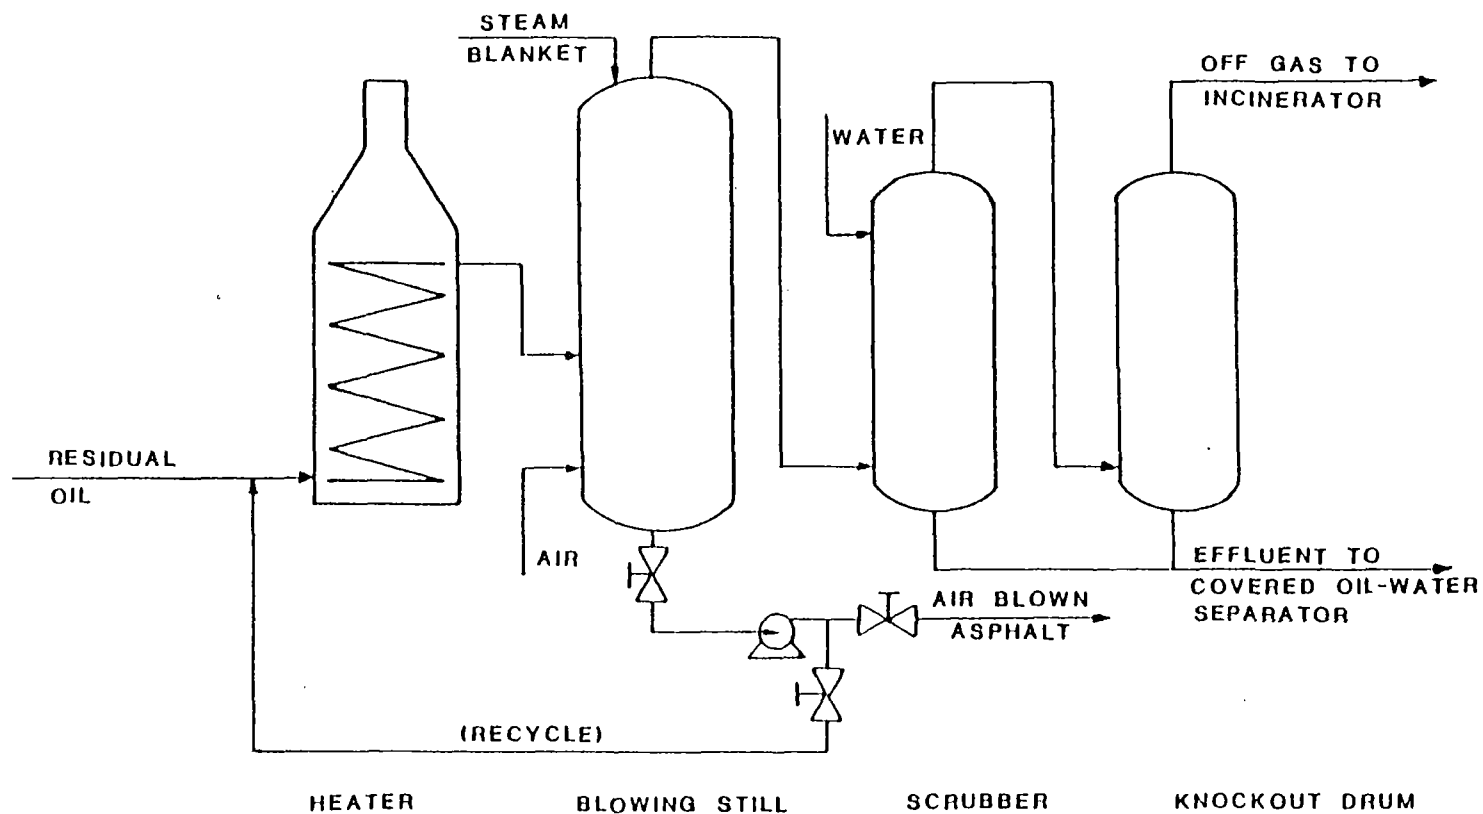 STEAM
BLANKET
OFF GAS TO
INCINERATOR
WATER
RESIDUAL
OIL
AIR
EFFLUENT TO
COVERED OIL-WATER
SEPARATOR
AIR BLOWN
ASPHALT
(RECYCLE)
HEATER
BLOWING STILL
SCRUBBER
KNOCKOUT DRUM